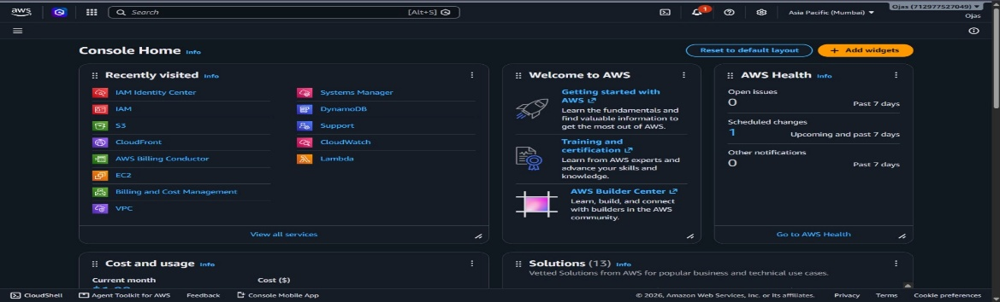 aws
Search
[Alt+S]
1
Asia Pacific (Mumbai)
Ojas (712977527049)
Ojas
Console Home Info
Reset to default layout
+ Add widgets
Recently visited Info
IAM Identity Center
IAM
S3
CloudFront
AWS Billing Conductor
EC2
Billing and Cost Management
VPC
Systems Manager
DynamoDB
Support
CloudWatch
Lambda
View all services
Welcome to AWS
Getting started with
AWS
Learn the fundamentals and
find valuable information to
get the most out of AWS.
Training and
certification
Learn from AWS experts and
advance your skills and
knowledge.
AWS Builder Center
Learn, build, and connect
with builders in the AWS
community.
AWS Health Info
Open issues
0
Past 7 days
Scheduled changes
1
Upcoming and past 7 days
Other notifications
0
Past 7 days
Go to AWS Health
Cost and usage Info
Current month
Cost ($)
Solutions (13) Info
Vetted Solutions from AWS for popular business and technical use cases.
CloudShell
Agent Toolkit for AWS
Feedback
Console Mobile App
© 2026, Amazon Web Services, Inc. or its affiliates.
Privacy
Terms
Cookie preferences